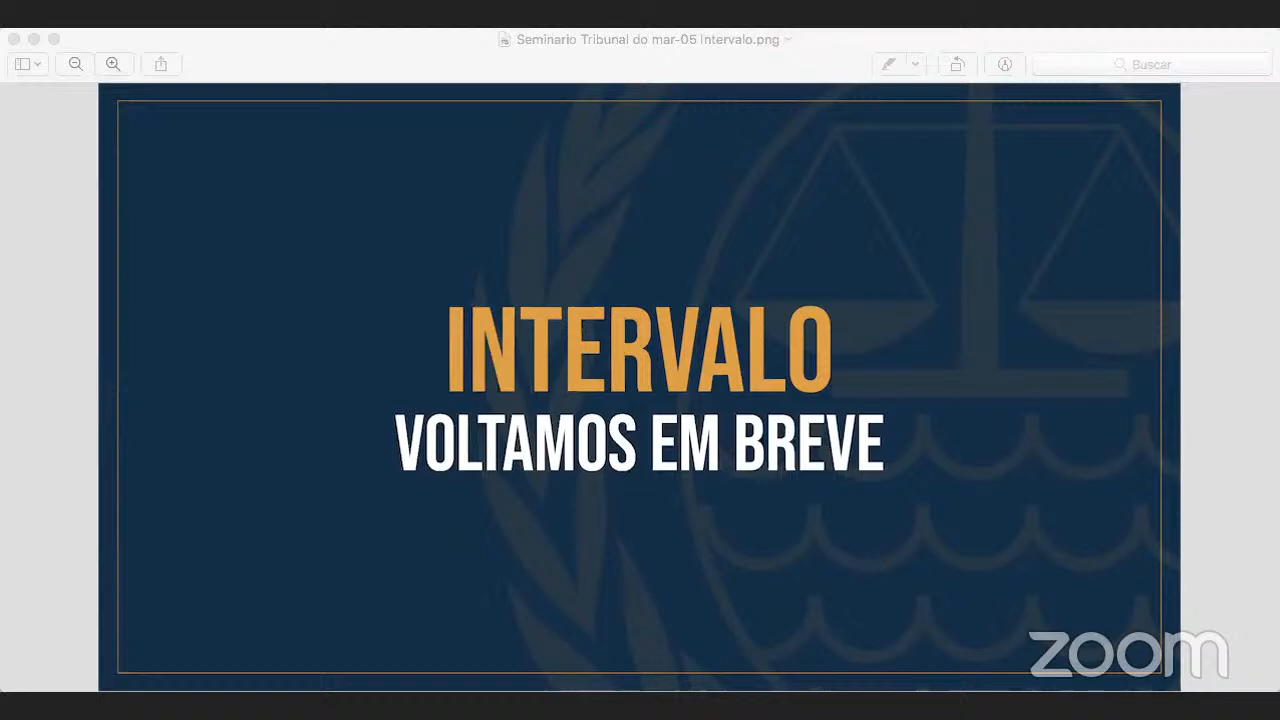 Seminario Tribunal do mar-05 Intervalo.png
Buscar
INTERVALO
VOLTAMOS EM BREVE
zoom